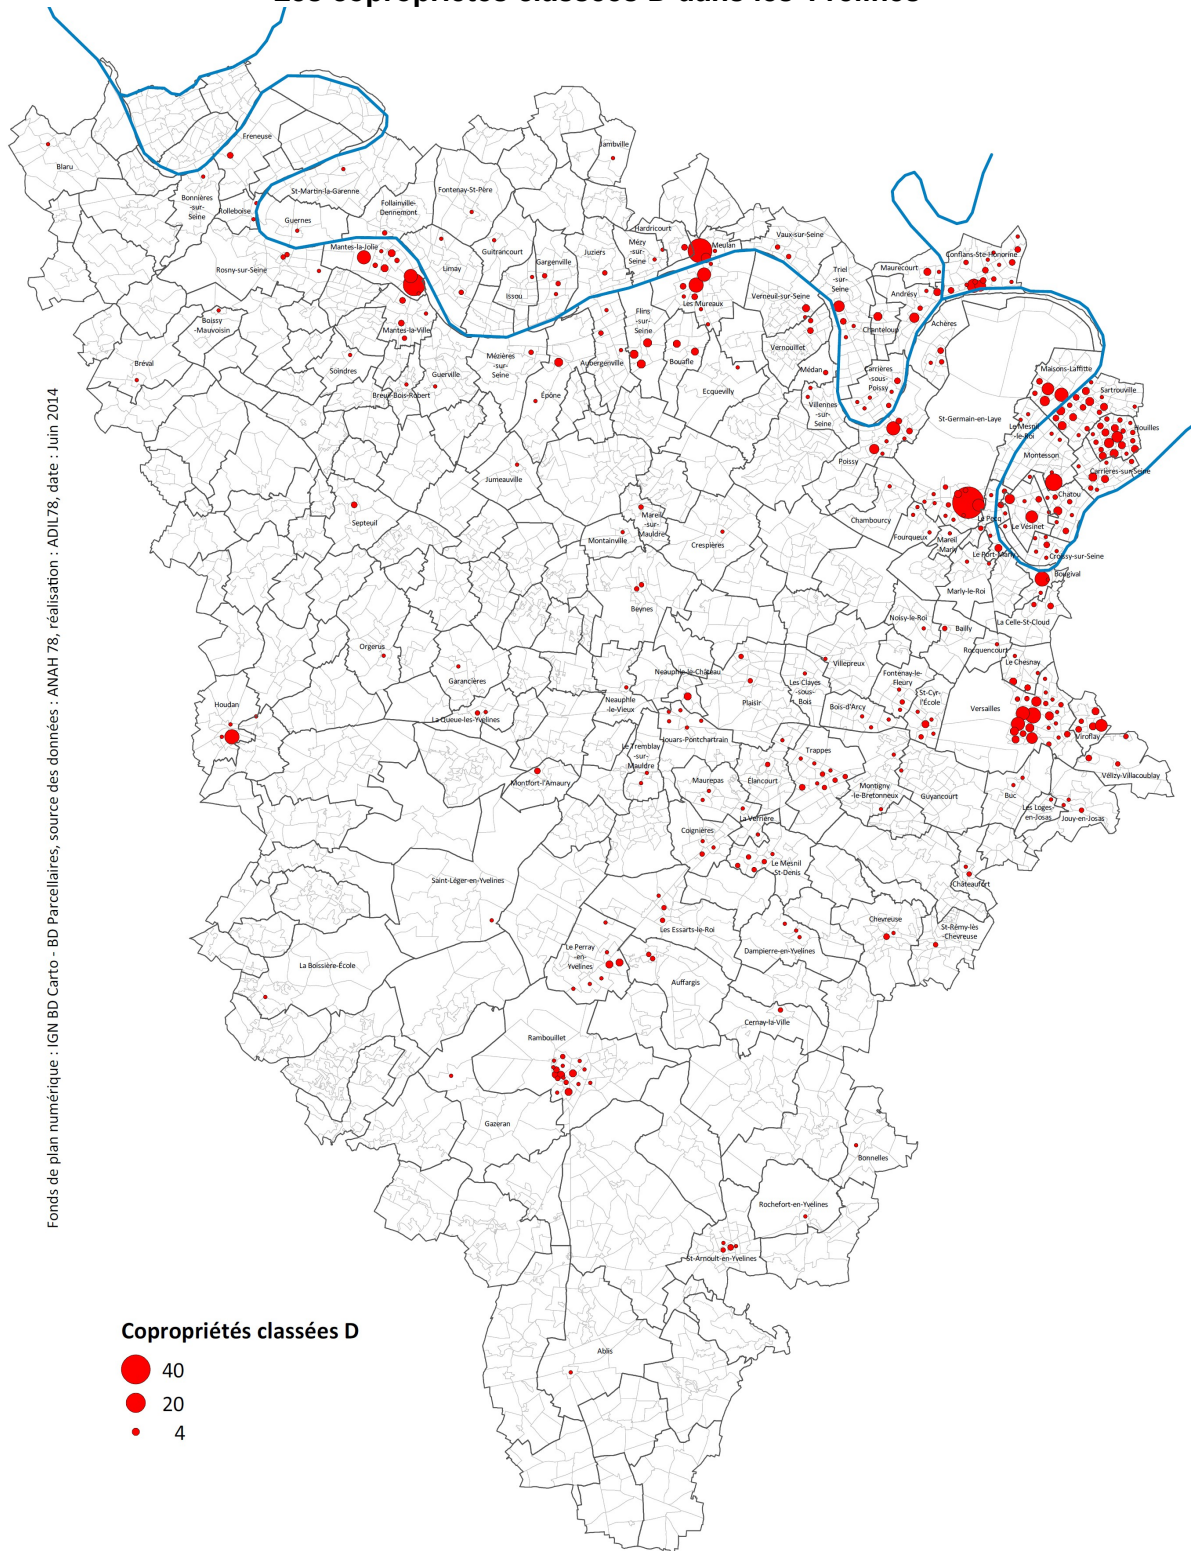 Les copropriétés classées D dans les Yvelines
Freneuse
Blaru
Jambville
Bonnières
-sur-
Seine
Rolleboise
St-Martin-la-Garenne
Fontenay-St-Père
Follainville-
Dennemont
Guernes
Mantes-la-Jolie
Rosny-sur-Seine
Limay
Guitrancourt
Gargenville
Issou
Juziers
Hardricourt
Mézy
-sur-
Seine
Meulan
Vaux-sur-Seine
Triel
-sur-
Seine
Maurecourt
Conflans-Ste-Honorine
Andrésy
Chanteloup
Achères
Verneuil-sur-Seine
Vernouillet
Les Mureaux
Flins
-sur-
Seine
Boissy
-Mauvoisin
Mantes-la-Ville
Bréval
Soindres
Guerville
Breuil-Bois-Robert
Mézières
-sur-
Seine
Aubergenville
Bouafle
Épône
Ecquevilly
Médan
Villennes
-sur-
Seine
Carrières
-sous-
Poissy
Maisons-Laffitte
Sartrouville
St-Germain-en-Laye
Le Mesnil
-le-Roi
Houilles
Montesson
Carrières-sur-Seine
Poissy
Jumeauville
Chatou
Septeuil
Mareil
-sur-
Mauldre
Montainville
Crespières
Chambourcy
Fourqueux
Mareil
Marly
Le Pecq
Le Vésinet
Le Port-Marly
Croissy-sur-Seine
Bougival
Marly-le-Roi
Beynes
Noisy-le-Roi
Bailly
La Celle-St-Cloud
Rocquencourt
Le Chesnay
Orgerus
Garancières
Neauphle-le-Château
Les Clayes
-sous-
Bois
Villepreux
Fontenay-le-
Fleury
St-Cyr-
l'École
Houdan
La Queue-les-Yvelines
Neauphle
-le-Vieux
Plaisir
Bois-d'Arcy
Versailles
Jouars-Pontchartrain
Viroflay
Le Tremblay
-sur-
Mauldre
Trappes
Montfort-l'Amaury
Maurepas
Élancourt
Montigny
-le-Bretonneux
Guyancourt
Buc
Vélizy-Villacoublay
Les Loges-
en-Josas
Jouy-en-Josas
La Verrière
Coignières
Le Mesnil
-St-Denis
Saint-Léger-en-Yvelines
Châteaufort
Chevreuse
St-Rémy-lès
-Chevreuse
Les Essarts-le-Roi
Dampierre-en-Yvelines
Le Perray
-en-
Yvelines
La Boissière-École
Auffargis
Cernay-la-Ville
Rambouillet
Gazeran
Bonnelles
Rochefort-en-Yvelines
St-Arnoult-en-Yvelines
Ablis
Fonds de plan numérique : IGN BD Carto - BD Parcellaires, source des données : ANAH 78, réalisation : ADIL78, date : Juin 2014
Copropriétés classées D
40
20
4